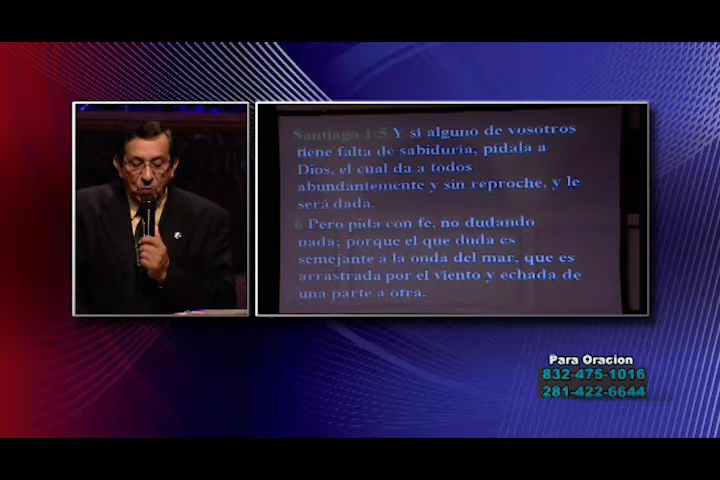 Santiago 1:5 Y si alguno de vosotros
tiene falta de sabiduría, pídala a
Dios, el cual da a todos
abundantemente y sin reproche, y le
será dada.
6 Pero pida con fe, no dudando
nada; porque el que duda es
semejante a la onda del mar, que es
arrastrada por el viento y echada de
una parte a otra.
Para Oracion
832-475-1016
281-422-6644